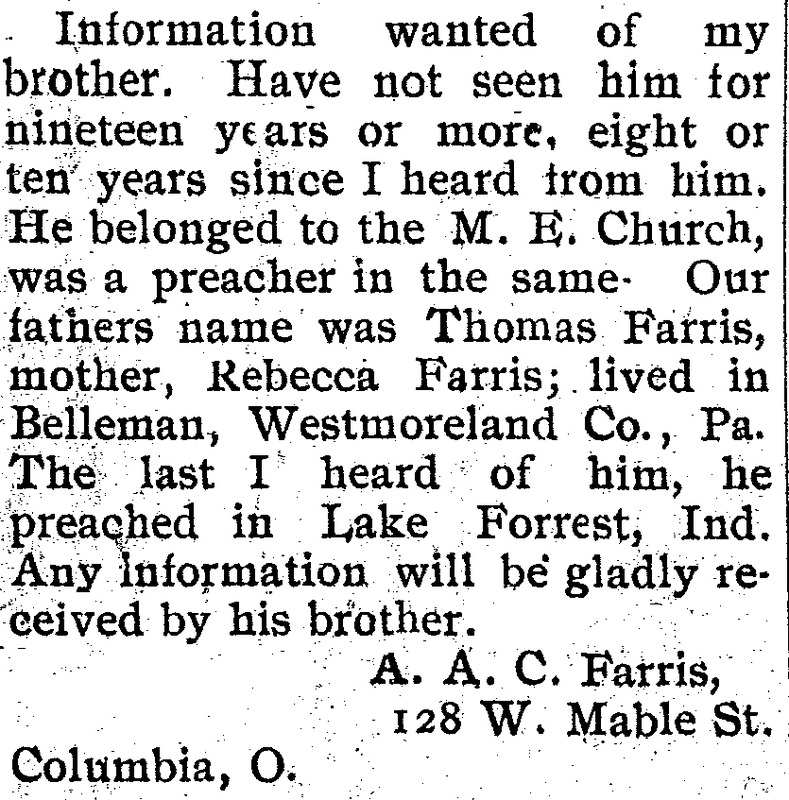 Information wanted of my
brother. Have not seen him for
nineteen years or more, eight or
ten years since I heard from him.
He belonged to the M. E. Church,
was a preacher in the same. Our
fathers name was Thomas Farris,
mother, Rebecca Farris; lived in
Belleman, Westmoreland Co., Pa.
The last I heard of him, he
preached in Lake Forrest, Ind.
Any information will be gladly re-
ceived by his brother.
A. A. C. Farris,
128 W. Mable St.
Columbia, O.